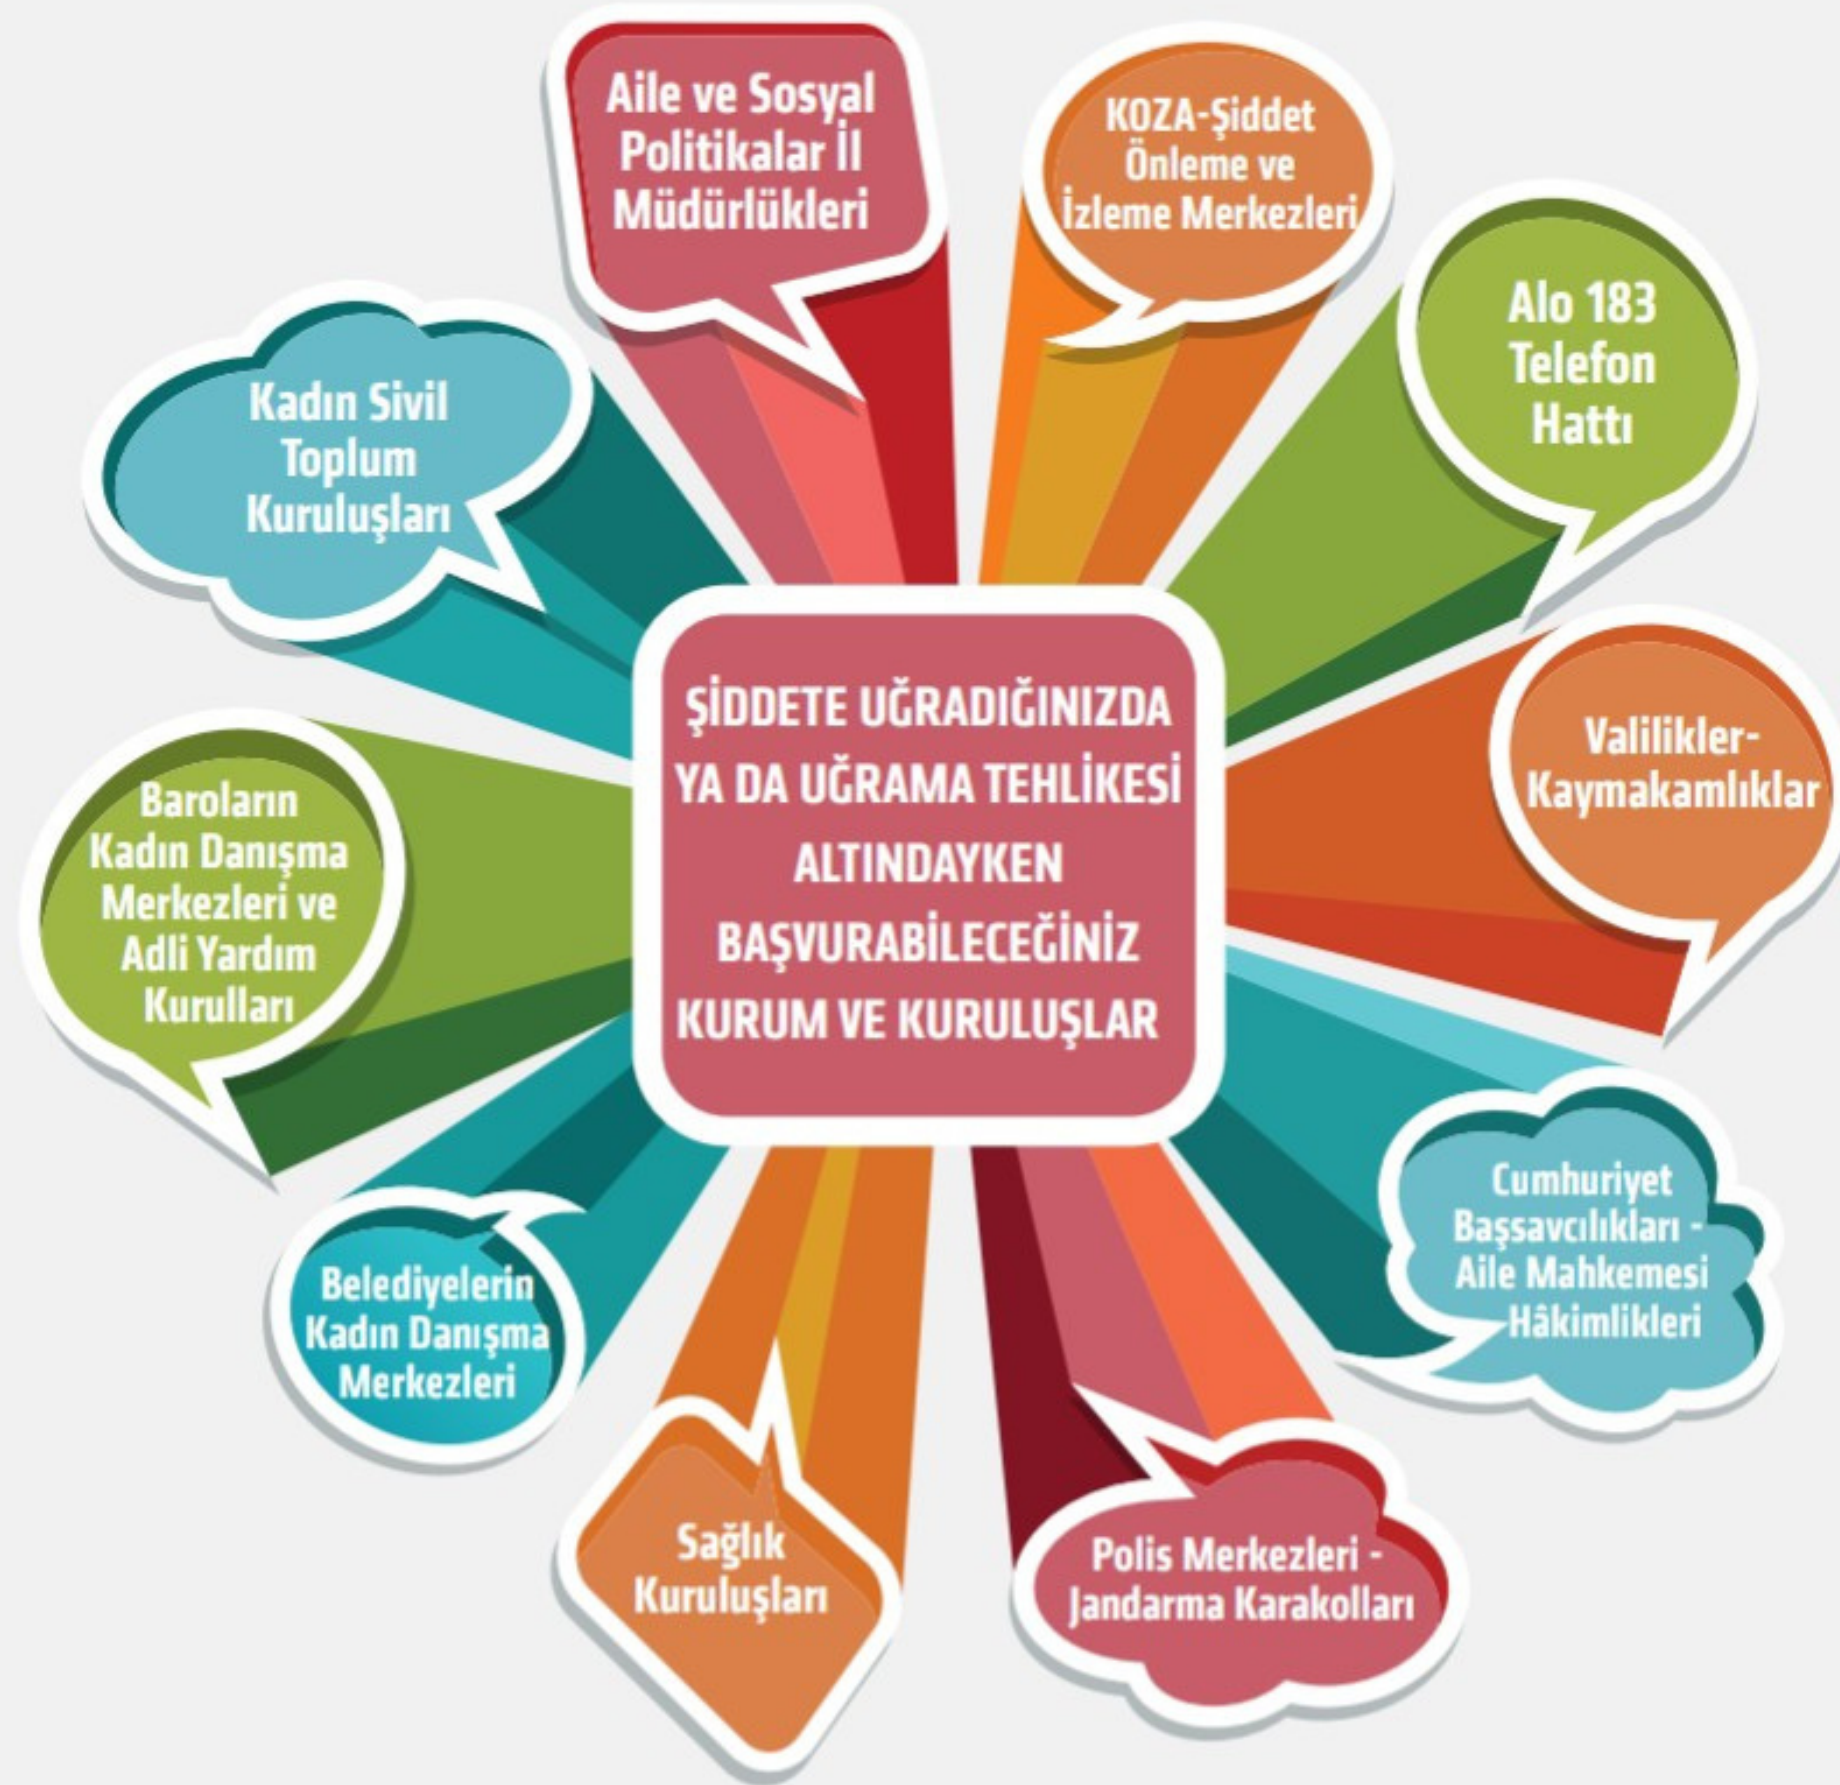 Aile ve Sosyal
Politikalar İl
Müdürlükleri
KOZA-Şiddet
Önleme ve
İzleme Merkezleri
Alo 183
Telefon
Hattı
Kadın Sivil
Toplum
Kuruluşları
ŞİDDETE UĞRADIĞINIZDA
YA DA UĞRAMA TEHLİKESİ
ALTINDAYKEN
BAŞVURABİLECEĞİNİZ
KURUM VE KURULUŞLAR
Valilikler-
Kaymakamlıklar
Baroların
Kadın Danışma
Merkezleri ve
Adli Yardım
Kurulları
Cumhuriyet
Başsavcılıkları -
Aile Mahkemesi
Hâkimlikleri
Belediyelerin
Kadın Danışma
Merkezleri
Sağlık
Kuruluşları
Polis Merkezleri -
Jandarma Karakolları